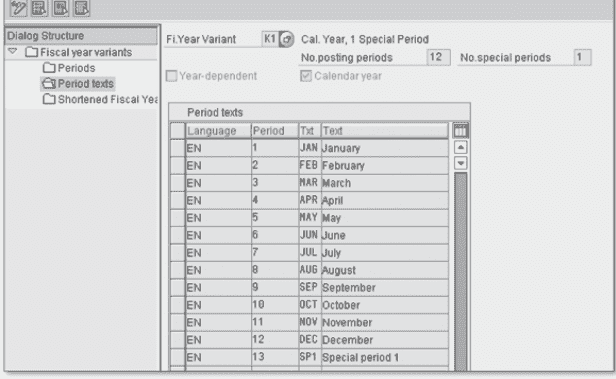 Dialog Structure
Fiscal year variants
Periods
Period texts
Shortened Fiscal Yea
Fi.Year Variant K1 Cal. Year, 1 Special Period
No.posting periods 12 No.special periods 1
Year-dependent Calendar year
Period texts
Language Period Txt Text
EN 1 JAN January
EN 2 FEB February
EN 3 MAR March
EN 4 APR April
EN 5 MAY May
EN 6 JUN June
EN 7 JUL July
EN 8 AUG August
EN 9 SEP September
EN 10 OCT October
EN 11 NOV November
EN 12 DEC December
EN 13 SP1 Special period 1